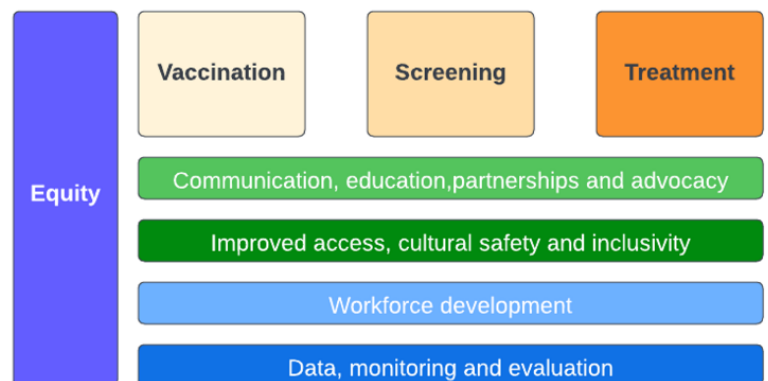 Vaccination
Screening
Treatment
Equity
Communication, education,partnerships and advocacy
Improved access, cultural safety and inclusivity
Workforce development
Data, monitoring and evaluation